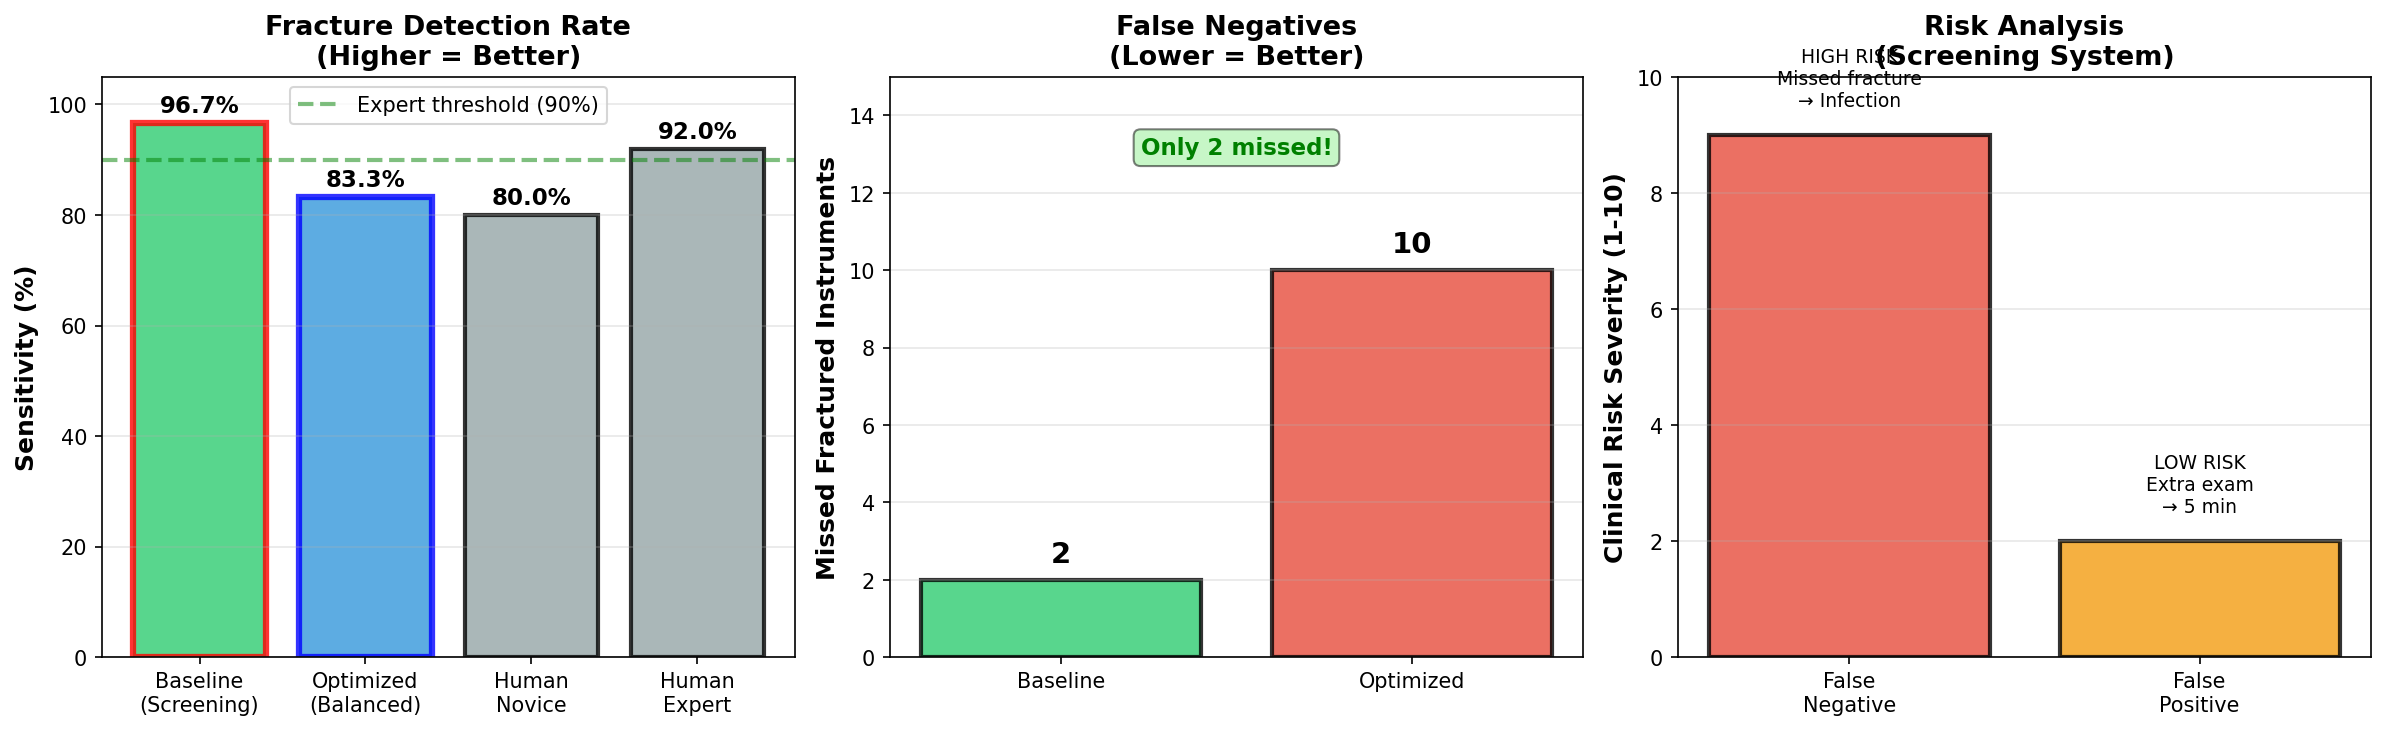 Fracture Detection Rate
(Higher = Better)
Sensitivity (%)
100
80
60
40
20
0
Expert threshold (90%)
96.7%
83.3%
80.0%
92.0%
Baseline
(Screening)
Optimized
(Balanced)
Human
Novice
Human
Expert
False Negatives
(Lower = Better)
Missed Fractured Instruments
14
12
10
8
6
4
2
0
Only 2 missed!
2
10
Baseline
Optimized
Risk Analysis
(Screening System)
Clinical Risk Severity (1-10)
10
8
6
4
2
0
HIGH RISK
Missed fracture
→ Infection
LOW RISK
Extra exam
→ 5 min
False
Negative
False
Positive